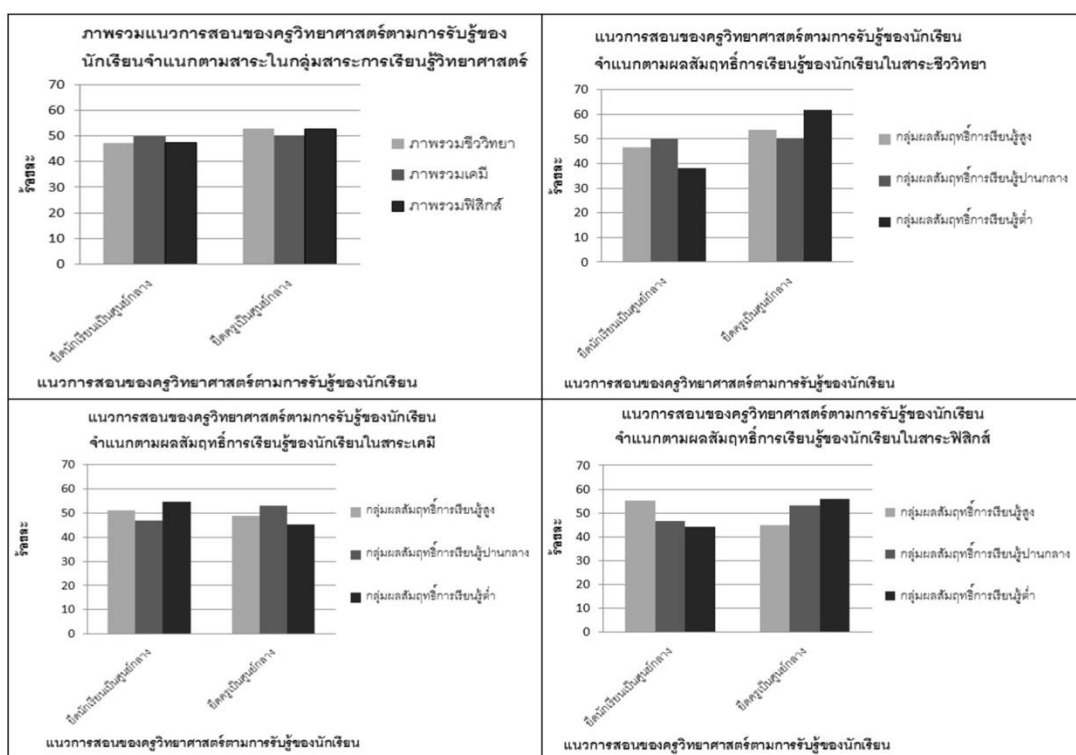 ภาพรวมแนวการสอนของครูวิทยาศาสตร์ตามการรับรู้ของ
นักเรียนจำแนกตามสาระในกลุ่มสาระการเรียนรู้วิทยาศาสตร์
ร้อยละ
70
60
50
40
30
20
10
0
ภาพรวมชีววิทยา
ภาพรวมเคมี
ภาพรวมฟิสิกส์
ยึดนักเรียนเป็นศูนย์กลาง
ยึดครูเป็นศูนย์กลาง
แนวการสอนของครูวิทยาศาสตร์ตามการรับรู้ของนักเรียน
แนวการสอนของครูวิทยาศาสตร์ตามการรับรู้ของนักเรียน
จำแนกตามผลสัมฤทธิ์การเรียนรู้ของนักเรียนในสาระชีววิทยา
ร้อยละ
70
60
50
40
30
20
10
0
กลุ่มผลสัมฤทธิ์การเรียนรู้สูง
กลุ่มผลสัมฤทธิ์การเรียนรู้ปานกลาง
กลุ่มผลสัมฤทธิ์การเรียนรู้ต่ำ
ยึดนักเรียนเป็นศูนย์กลาง
ยึดครูเป็นศูนย์กลาง
แนวการสอนของครูวิทยาศาสตร์ตามการรับรู้ของนักเรียน
แนวการสอนของครูวิทยาศาสตร์ตามการรับรู้ของนักเรียน
จำแนกตามผลสัมฤทธิ์การเรียนรู้ของนักเรียนในสาระเคมี
ร้อยละ
70
60
50
40
30
20
10
0
กลุ่มผลสัมฤทธิ์การเรียนรู้สูง
กลุ่มผลสัมฤทธิ์การเรียนรู้ปานกลาง
กลุ่มผลสัมฤทธิ์การเรียนรู้ต่ำ
ยึดนักเรียนเป็นศูนย์กลาง
ยึดครูเป็นศูนย์กลาง
แนวการสอนของครูวิทยาศาสตร์ตามการรับรู้ของนักเรียน
แนวการสอนของครูวิทยาศาสตร์ตามการรับรู้ของนักเรียน
จำแนกตามผลสัมฤทธิ์การเรียนรู้ของนักเรียนในสาระฟิสิกส์
ร้อยละ
70
60
50
40
30
20
10
0
กลุ่มผลสัมฤทธิ์การเรียนรู้สูง
กลุ่มผลสัมฤทธิ์การเรียนรู้ปานกลาง
กลุ่มผลสัมฤทธิ์การเรียนรู้ต่ำ
ยึดนักเรียนเป็นศูนย์กลาง
ยึดครูเป็นศูนย์กลาง
แนวการสอนของครูวิทยาศาสตร์ตามการรับรู้ของนักเรียน